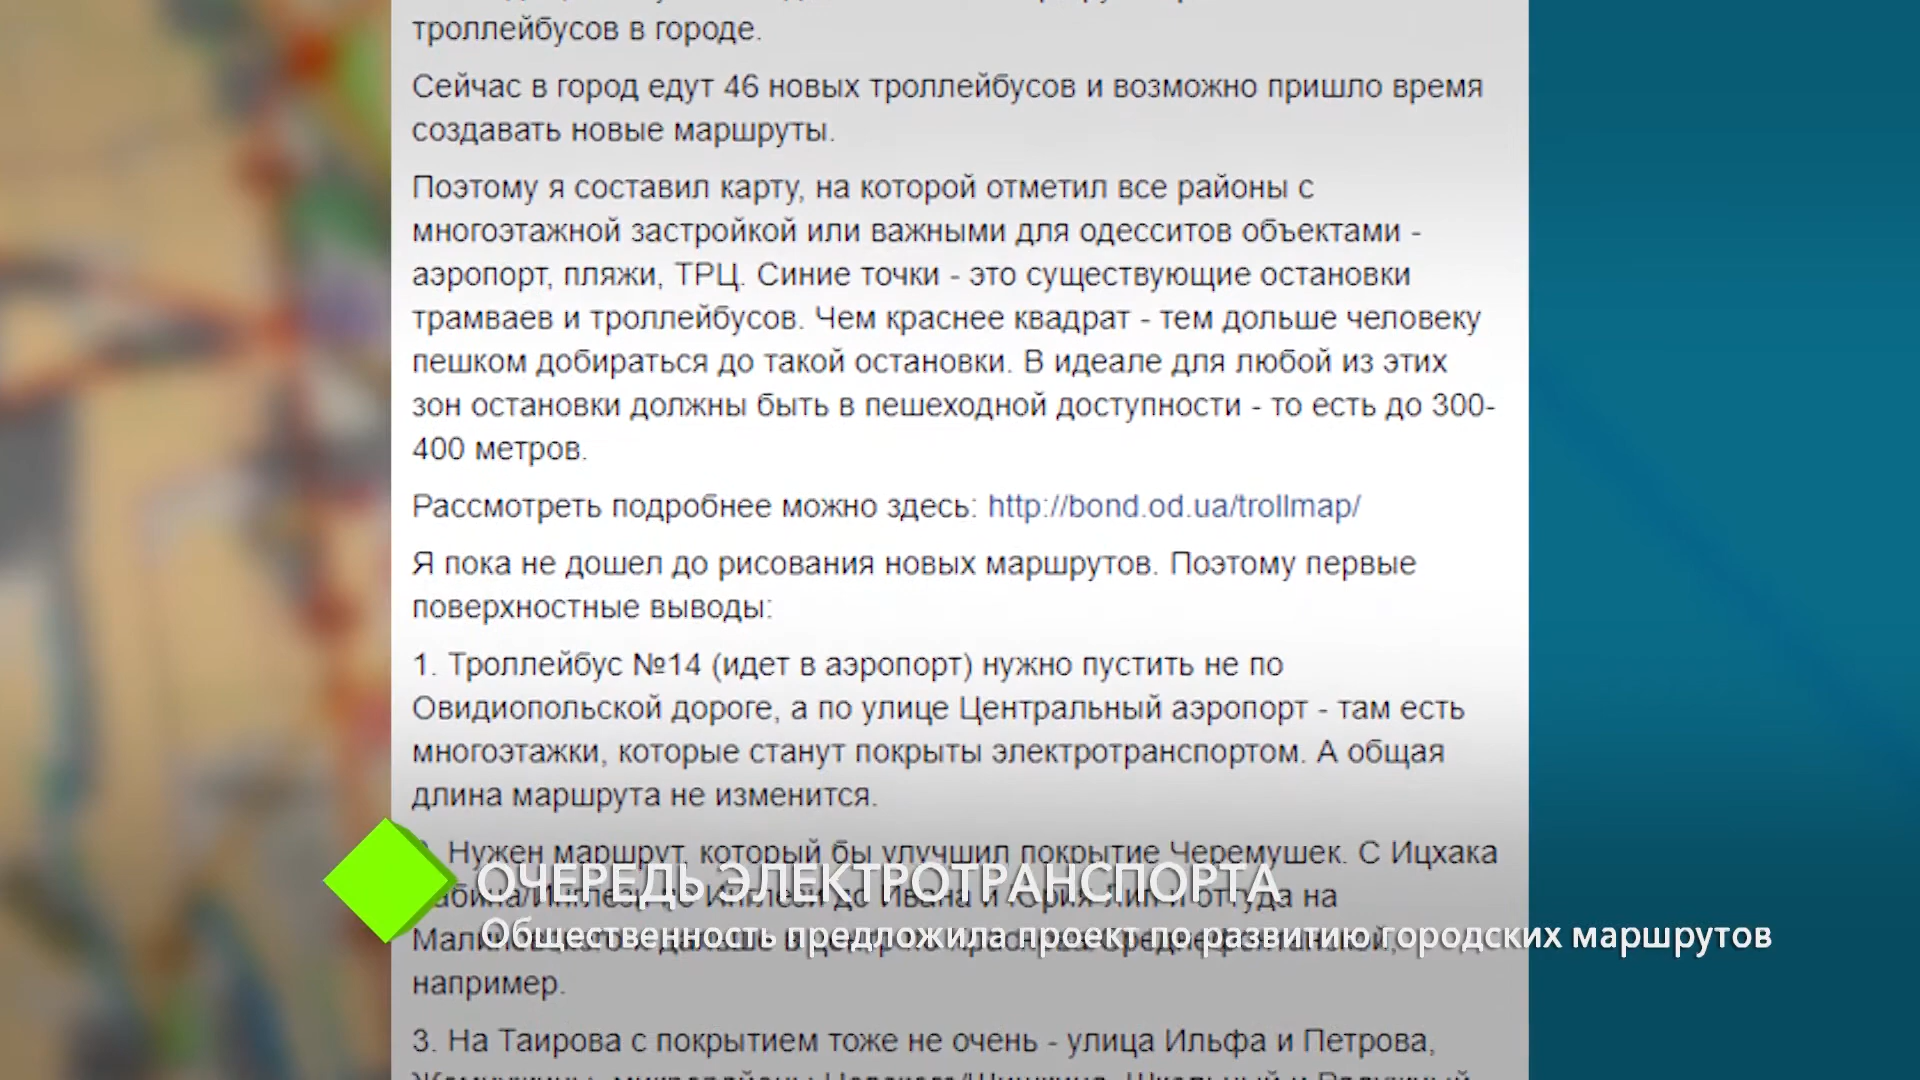 троллейбусов в городе.
Сейчас в город едут 46 новых троллейбусов и возможно пришло время
создавать новые маршруты.
Поэтому я составил карту, на которой отметил все районы с
многоэтажной застройкой или важными для одесситов объектами -
аэропорт, пляжи, ТРЦ. Синие точки - это существующие остановки
трамваев и троллейбусов. Чем краснее квадрат - тем дольше человеку
пешком добираться до такой остановки. В идеале для любой из этих
зон остановки должны быть в пешеходной доступности - то есть до 300-
400 метров.
Рассмотреть подробнее можно здесь: http://bond.od.ua/trollmap/
Я пока не дошел до рисования новых маршрутов. Поэтому первые
поверхностные выводы:
1. Троллейбус №14 (идет в аэропорт) нужно пустить не по
Овидиопольской дороге, а по улице Центральный аэропорт - там есть
многоэтажки, которые станут покрыты электротранспортом. А общая
длина маршрута не изменится.
Нужен маршрут, который бы улучшил покрытие Черемушек. С Ицхака
ОЧЕРЕДЬ ЭЛЕКТРОТРАНСПОРТА
до Ивана и оттуда на
Общественность предложила проект по развитию городских маршрутов
например.
3. На Таирова с покрытием тоже не очень - улица Ильфа и Петрова,